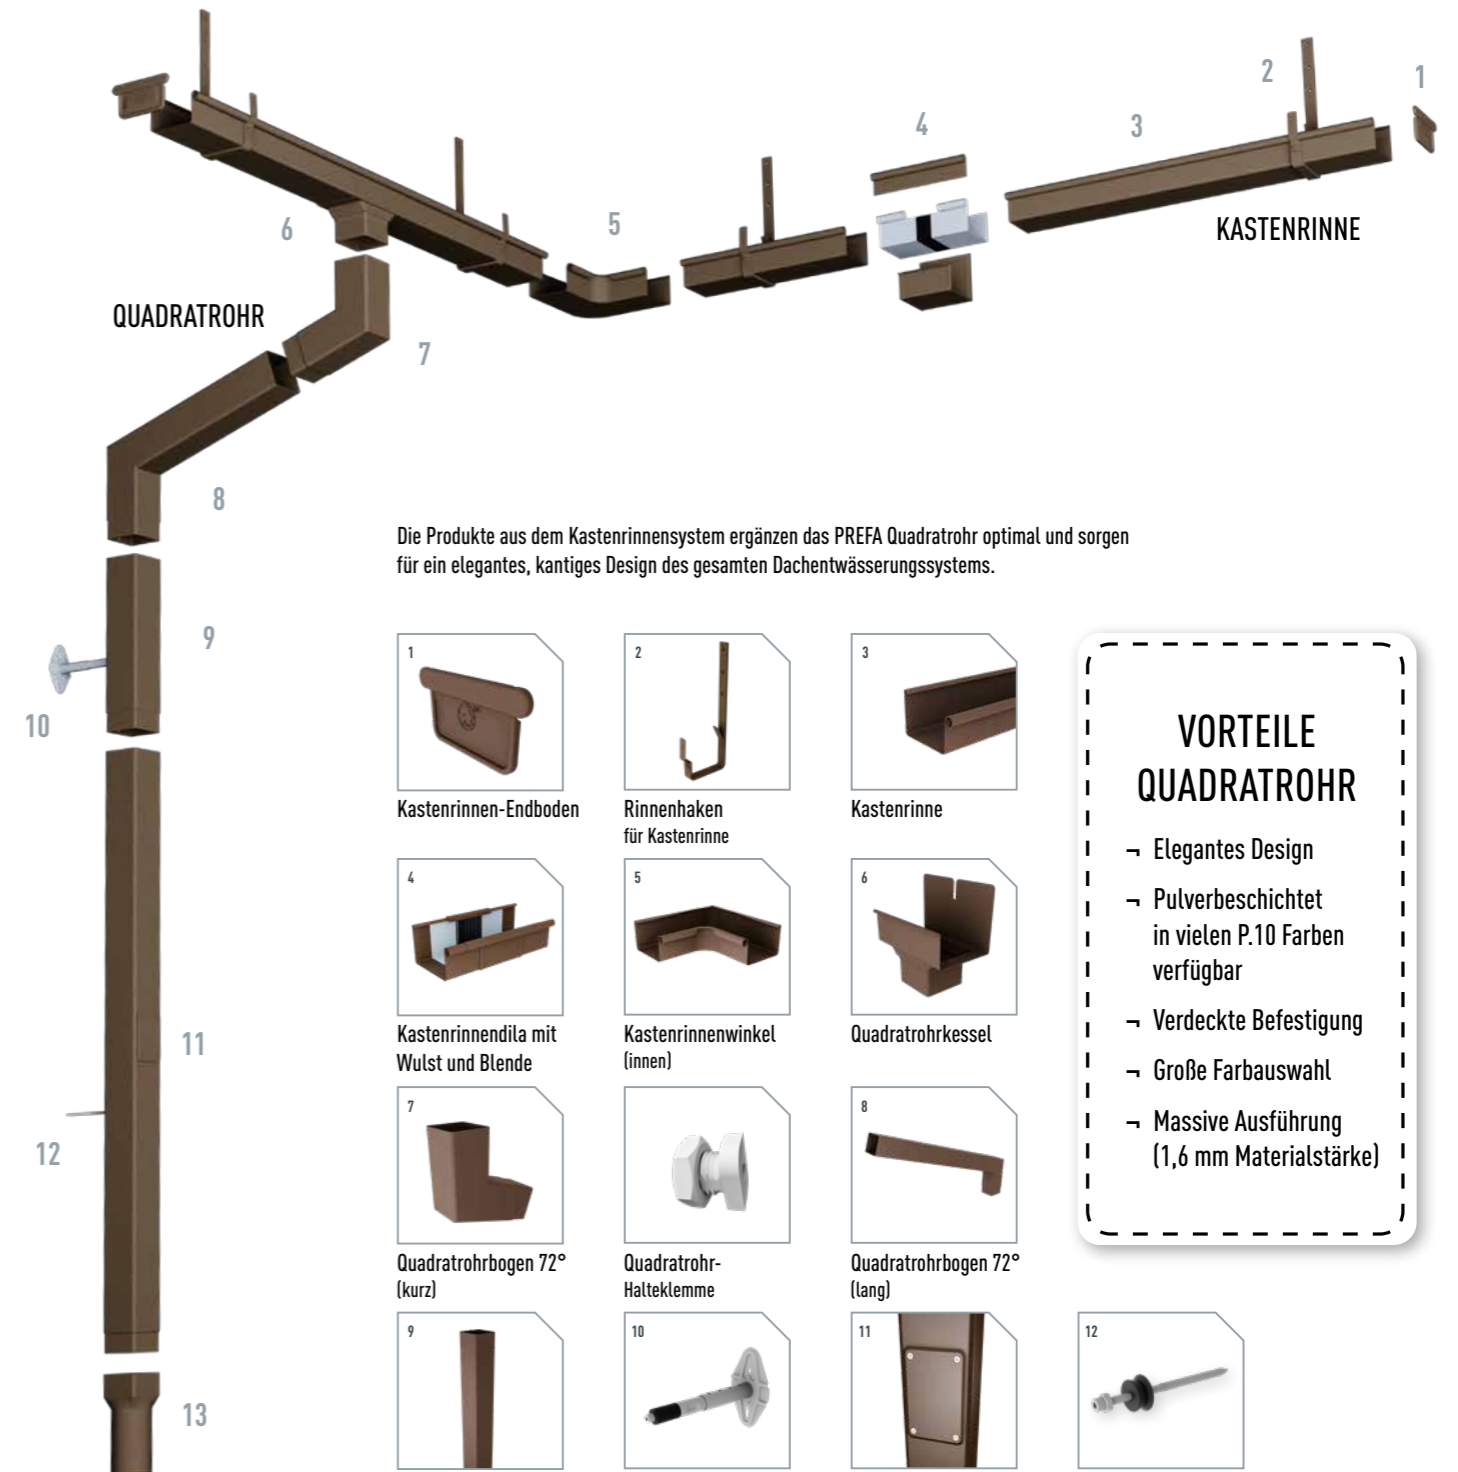 2
1
4
3
5
6
KASTENRINNE
QUADRATROHR
7
8
Die Produkte aus dem Kastenrinnensystem ergänzen das PREFA Quadratrohr optimal und sorgen
für ein elegantes, kantiges Design des gesamten Dachentwässerungssystems.
9
10
11
12
13
1
Kastenrinnen-Endboden
2
Rinnenhaken
für Kastenrinne
3
Kastenrinne
4
Kastenrinnendila mit
Wulst und Blende
5
Kastenrinnenwinkel
(innen)
6
Quadratrohrkessel
7
Quadratrohrbogen 72°
(kurz)
Quadratrohr-
Halteklemme
8
Quadratrohrbogen 72°
(lang)
9
10
11
12
VORTEILE
QUADRATROHR
¬ Elegantes Design
¬ Pulverbeschichtet
in vielen P.10 Farben
verfügbar
¬ Verdeckte Befestigung
¬ Große Farbauswahl
¬ Massive Ausführung
(1,6 mm Materialstärke)